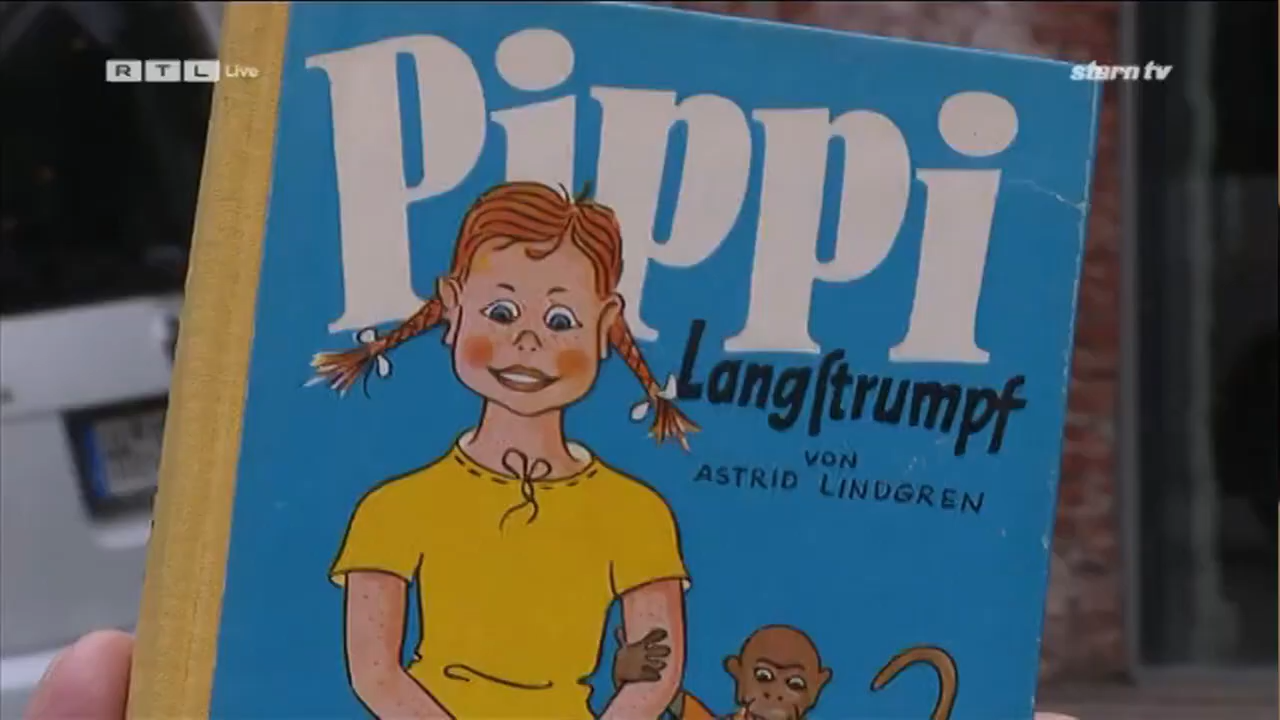 RTL Live
stern tv
Pippi
Langſtrumpf
VON
ASTRID LINDGREN